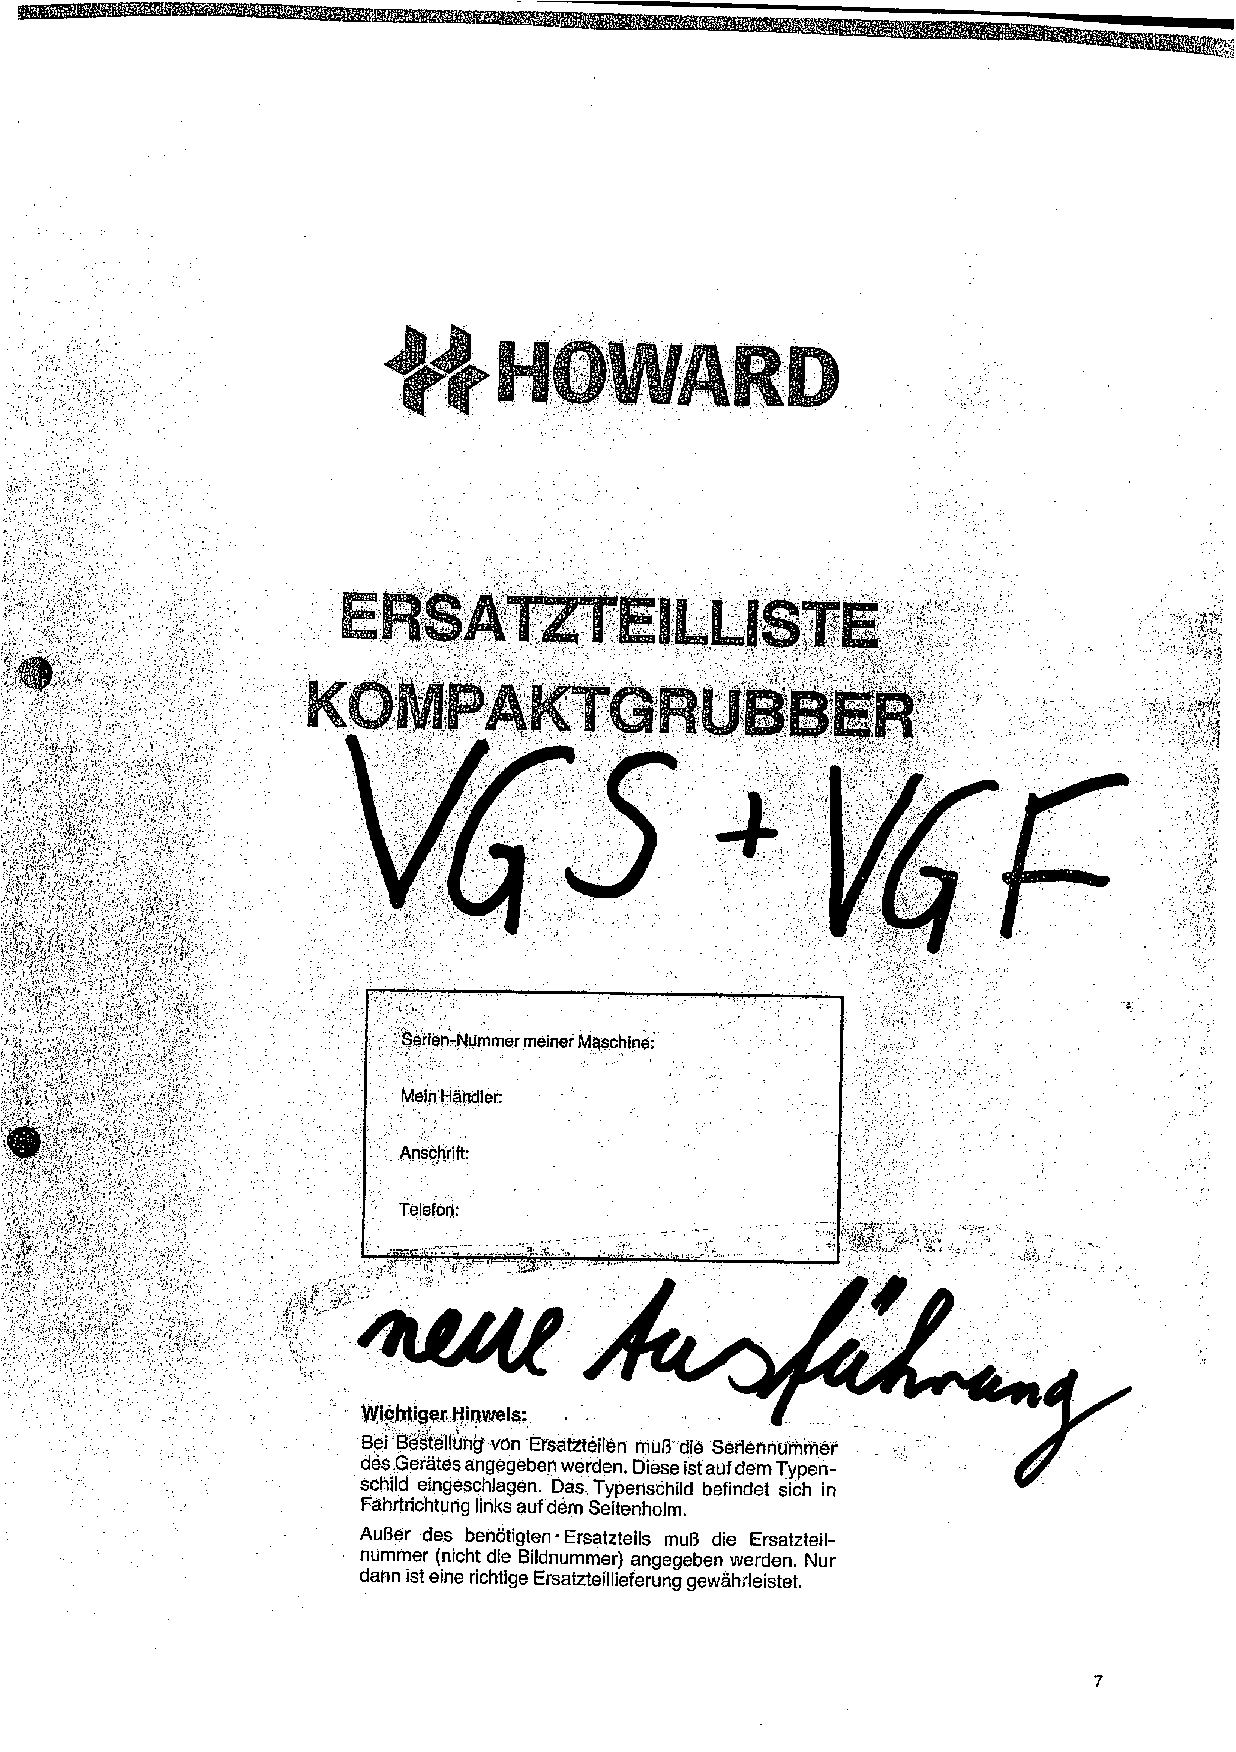 HOWARD
ERSATZTEILLISTE
KOMPAKTGRUBBER
VGS + VGF
Serien-Nummer meiner Maschine:
Mein Händler:
Anschrift:
Telefon:
neue Ausführung
Wichtiger Hinweis:
Bei Bestellung von Ersatzteilen muß die Seriennummer
des Gerätes angegeben werden. Diese ist auf dem Typen-
schild eingeschlagen. Das Typenschild befindet sich in
Fahrtrichtung links auf dem Seitenholm.
Außer des benötigten Ersatzteils muß die Ersatzteil-
nummer (nicht die Bildnummer) angegeben werden. Nur
dann ist eine richtige Ersatzteillieferung gewährleistet.
7